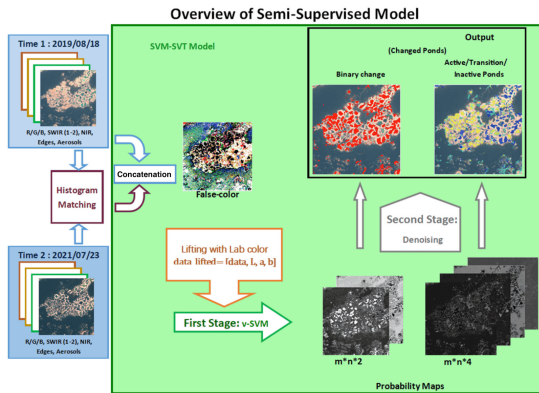 Overview of Semi-Supervised Model
Time 1 : 2019/08/18
R/G/B, SWIR (1-2), NIR,
Edges, Aerosols
Histogram
Matching
Time 2 : 2021/07/23
R/G/B, SWIR (1-2), NIR,
Edges, Aerosols
SVM-SVT Model
Concatenation
False-color
Output
(Changed Ponds)
Binary change
Active/Transition/
Inactive Ponds
Lifting with Lab color
data_lifted= [data, L, a, b]
First Stage: ν-SVM
Second Stage:
Denoising
m*n*2
m*n*4
Probability Maps